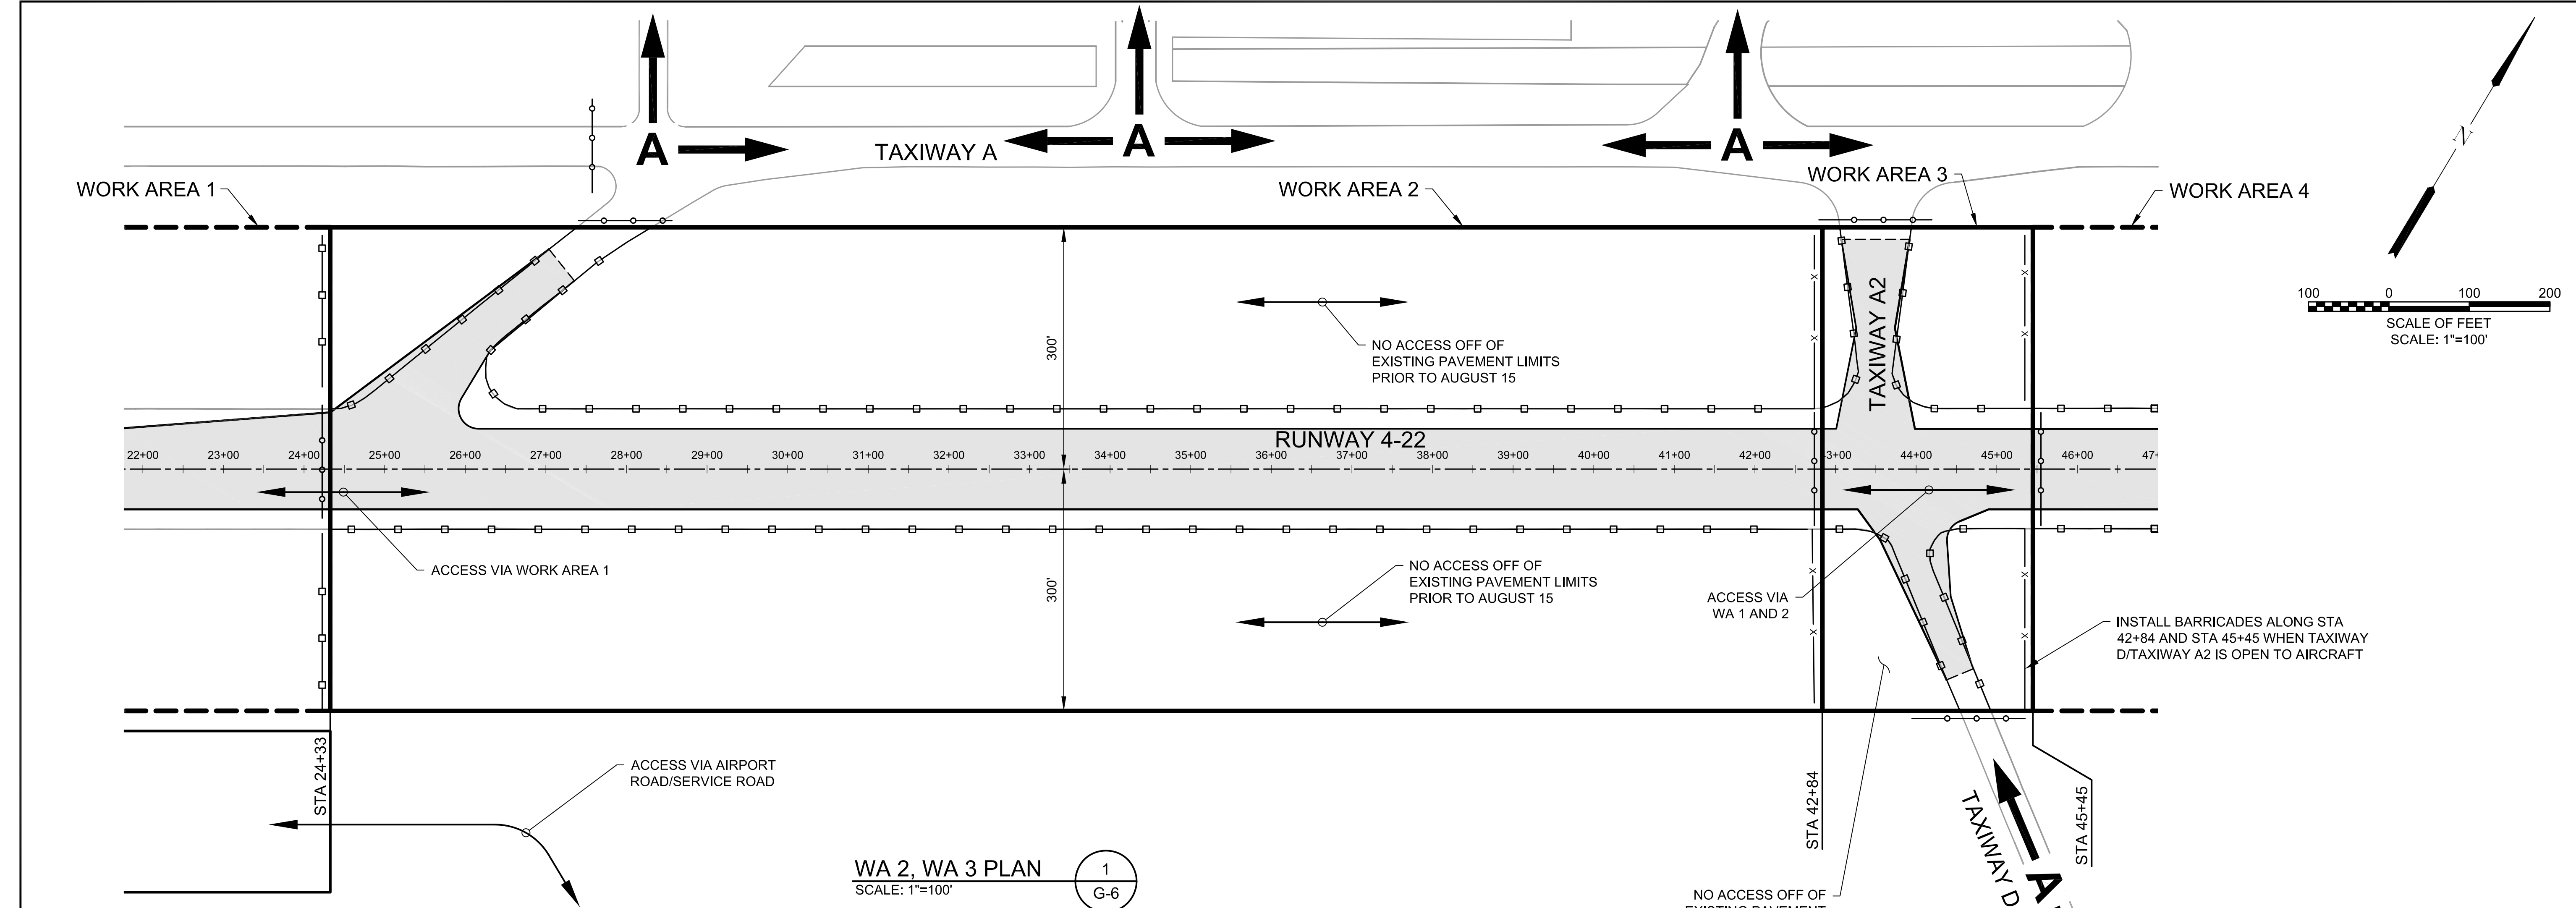 A
A
A
TAXIWAY A
WORK AREA 1
WORK AREA 2
WORK AREA 3
WORK AREA 4
N
100 0 100 200
SCALE OF FEET
SCALE: 1"=100'
300'
NO ACCESS OFF OF
EXISTING PAVEMENT LIMITS
PRIOR TO AUGUST 15
TAXIWAY A2
RUNWAY 4-22
22+00 23+00 24+00 25+00 26+00 27+00 28+00 29+00 30+00 31+00 32+00 33+00 34+00 35+00 36+00 37+00 38+00 39+00 40+00 41+00 42+00 3+00 44+00 45+00 46+00 47-
ACCESS VIA WORK AREA 1
300'
NO ACCESS OFF OF
EXISTING PAVEMENT LIMITS
PRIOR TO AUGUST 15
ACCESS VIA
WA 1 AND 2
INSTALL BARRICADES ALONG STA
42+84 AND STA 45+45 WHEN TAXIWAY
D/TAXIWAY A2 IS OPEN TO AIRCRAFT
STA 24+33
ACCESS VIA AIRPORT
ROAD/SERVICE ROAD
STA 42+84
STA 45+45
TAXIWAY D
A
WA 2, WA 3 PLAN
SCALE: 1"=100'
1
G-6
NO ACCESS OFF OF
EXISTING PAVEMENT